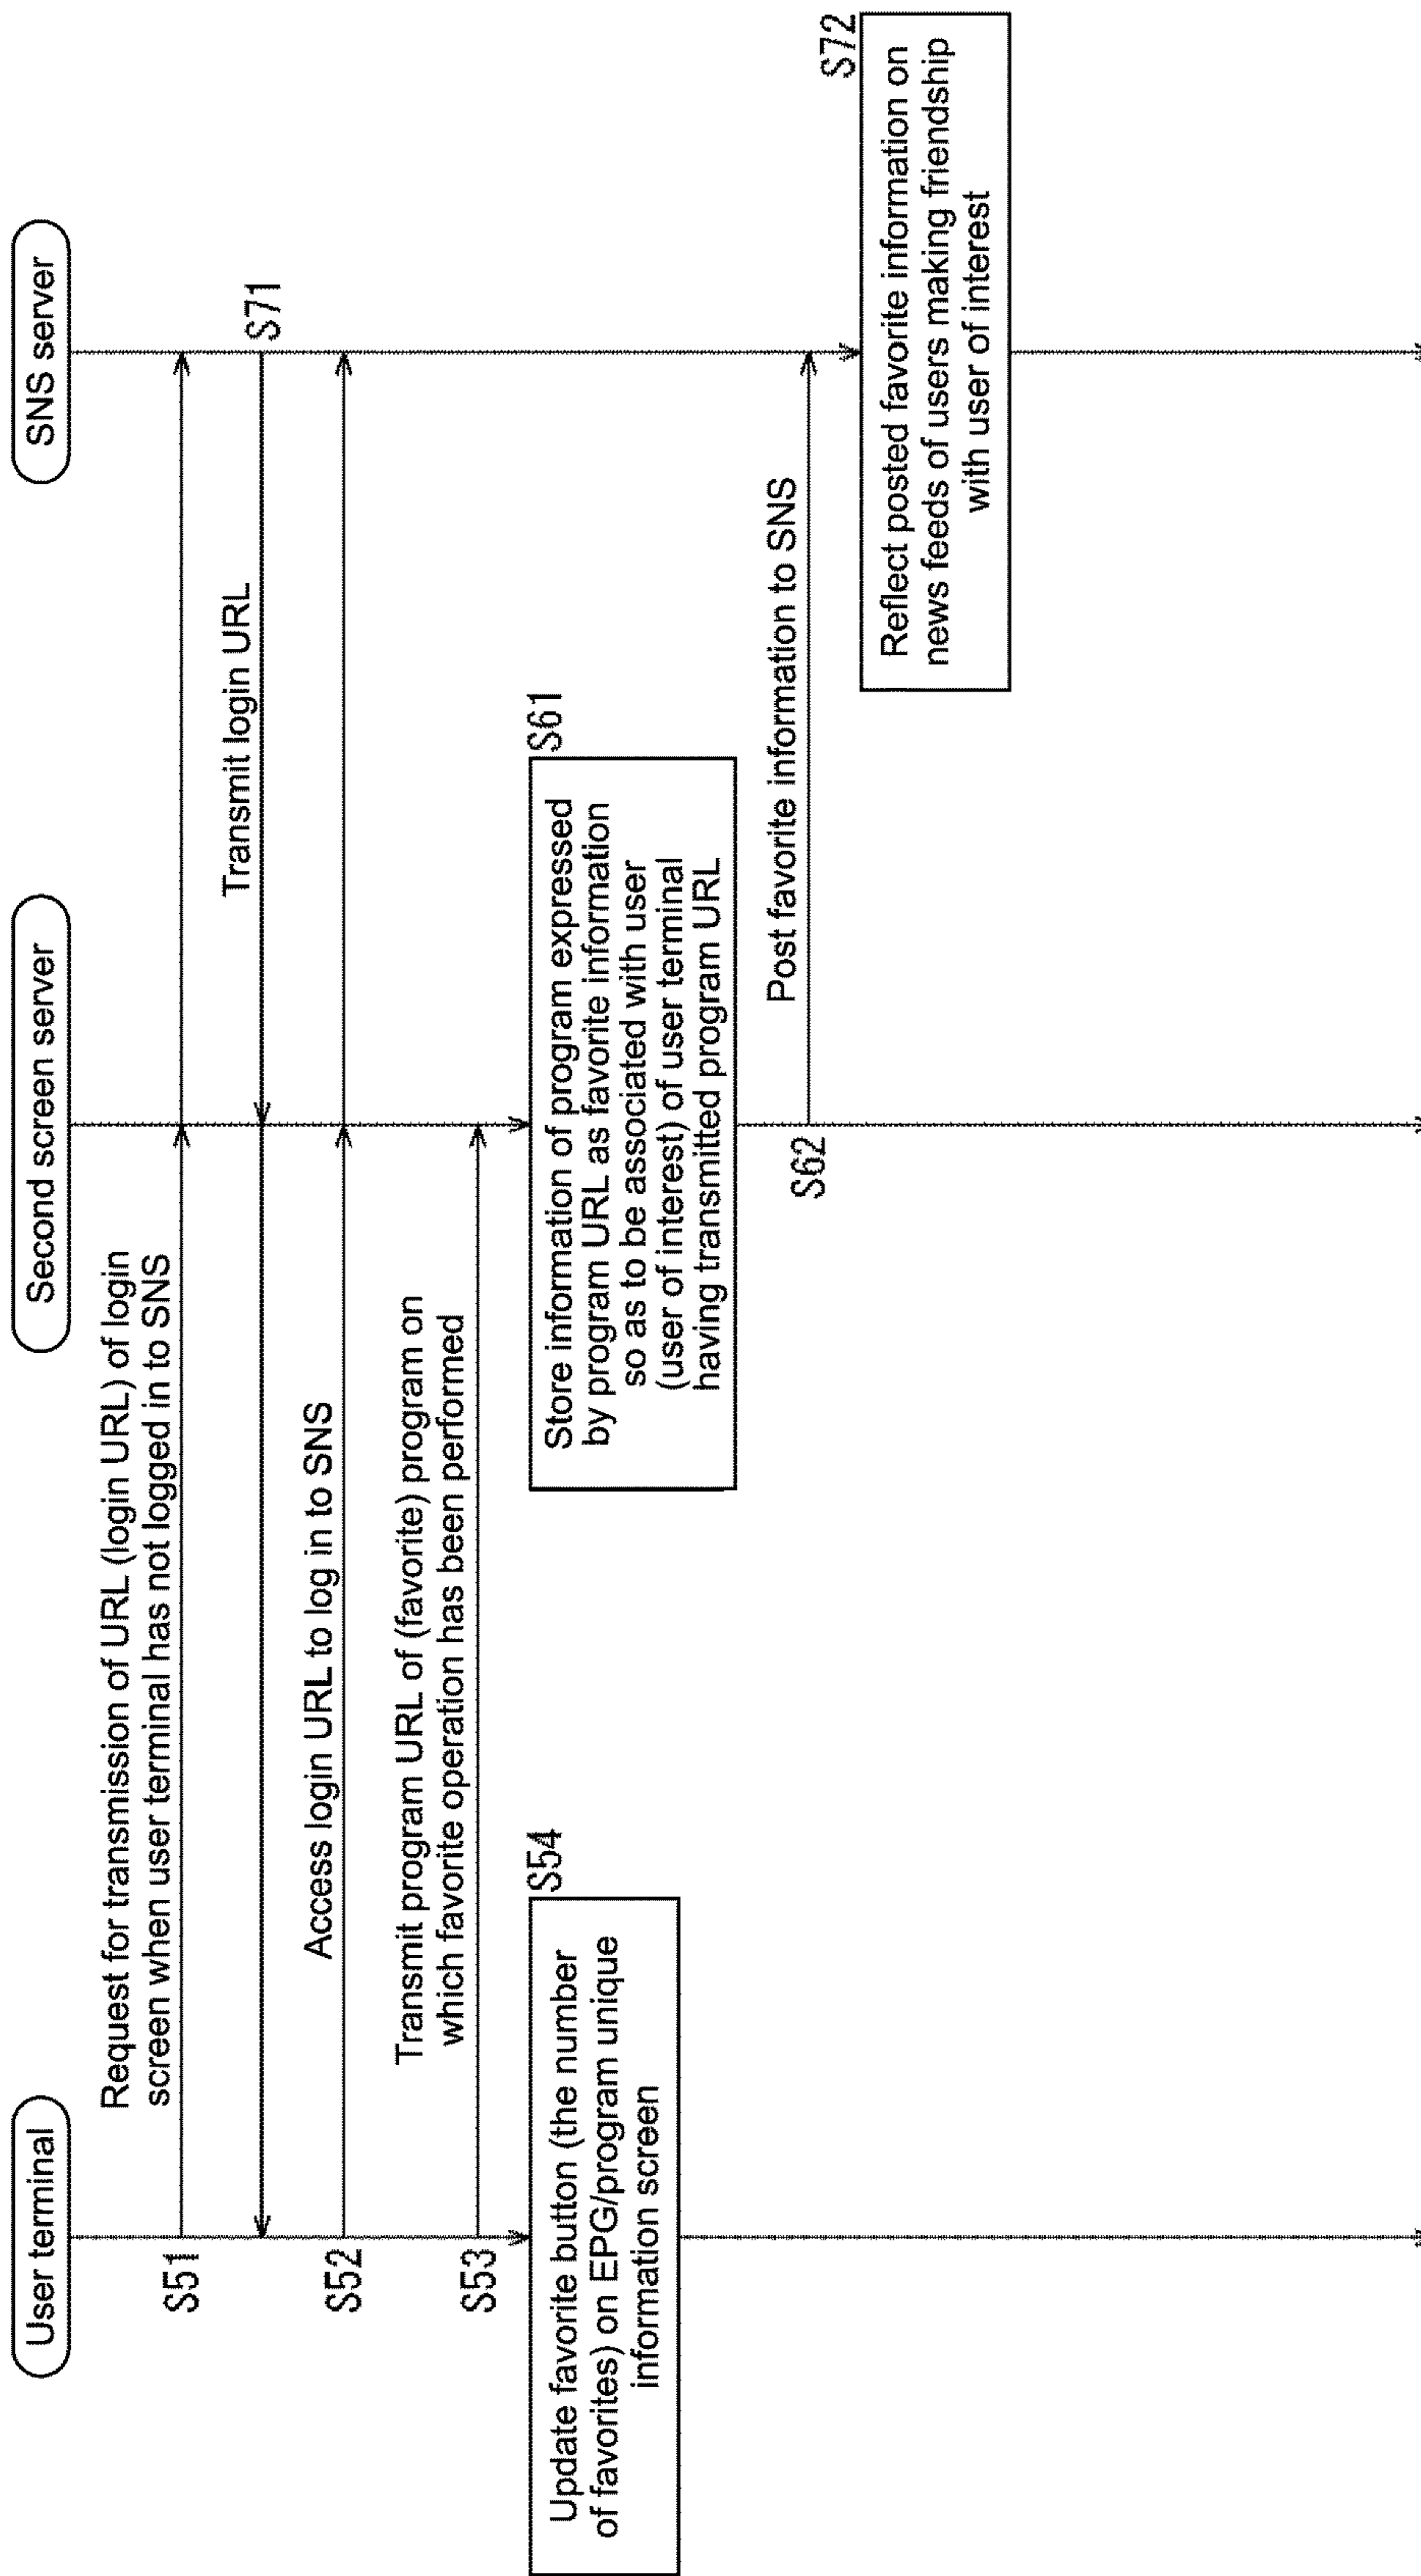 User terminal
Second screen server
SNS server
Request for transmission of URL (login URL) of login
screen when user terminal has not logged in to SNS
S51
Transmit login URL
S71
Access login URL to log in to SNS
S52
Transmit program URL of (favorite) program on
which favorite operation has been performed
S53
S54
Update favorite button (the number
of favorites) on EPG/program unique
information screen
S61
Store information of program expressed
by program URL as favorite information
so as to be associated with user
(user of interest) of user terminal
having transmitted program URL
Post favorite information to SNS
S62
S72
Reflect posted favorite information on
news feeds of users making friendship
with user of interest